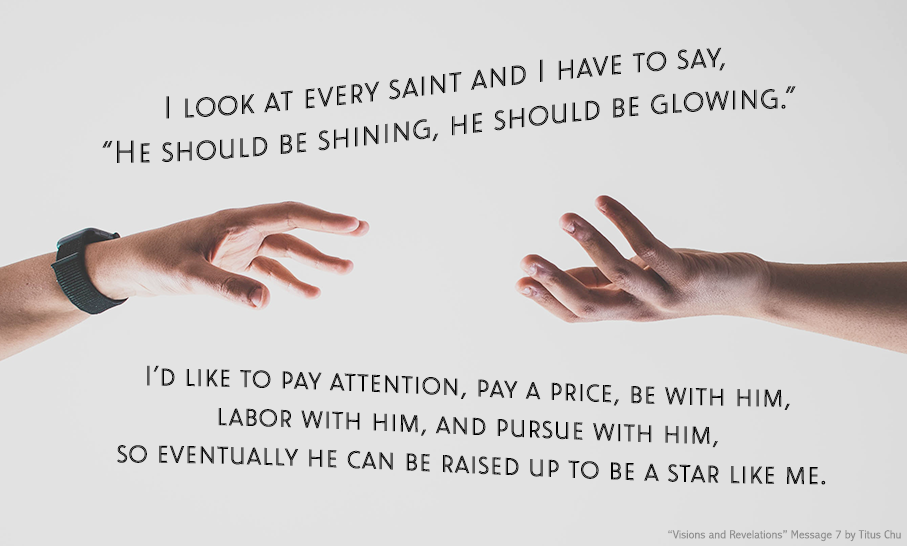 I LOOK AT EVERY SAINT AND I HAVE TO SAY,
“HE SHOULD BE SHINING, HE SHOULD BE GLOWING.”
I’D LIKE TO PAY ATTENTION, PAY A PRICE, BE WITH HIM,
LABOR WITH HIM, AND PURSUE WITH HIM,
SO EVENTUALLY HE CAN BE RAISED UP TO BE A STAR LIKE ME.
“Visions and Revelations” Message 7 by Titus Chu